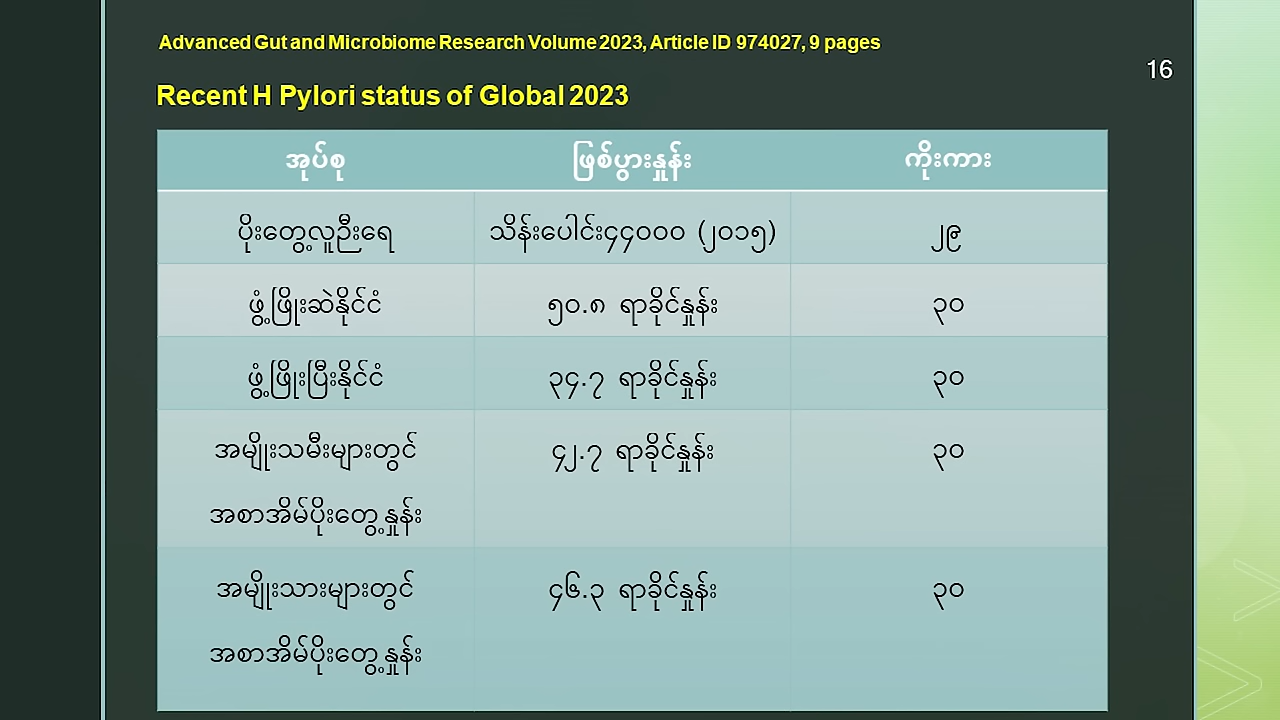 Advanced Gut and Microbiome Research Volume 2023, Article ID 974027, 9 pages
16
Recent H Pylori status of Global 2023
အုပ်စု ဖြစ်ပွားနှုန်း ကိုးကား
ပိုးတွေ့လူဦးရေ သိန်းပေါင်း၄၄၀၀၀ (၂၀၁၅) ၂၉
ဖွံ့ဖြိုးဆဲနိုင်ငံ ၅၀.၈ ရာခိုင်နှုန်း ၃၀
ဖွံ့ဖြိုးပြီးနိုင်ငံ ၃၄.၇ ရာခိုင်နှုန်း ၃၀
အမျိုးသမီးများတွင် ၄၂.၇ ရာခိုင်နှုန်း ၃၀
အစာအိမ်ပိုးတွေ့နှုန်း
အမျိုးသားများတွင် ၄၆.၃ ရာခိုင်နှုန်း ၃၀
အစာအိမ်ပိုးတွေ့နှုန်း